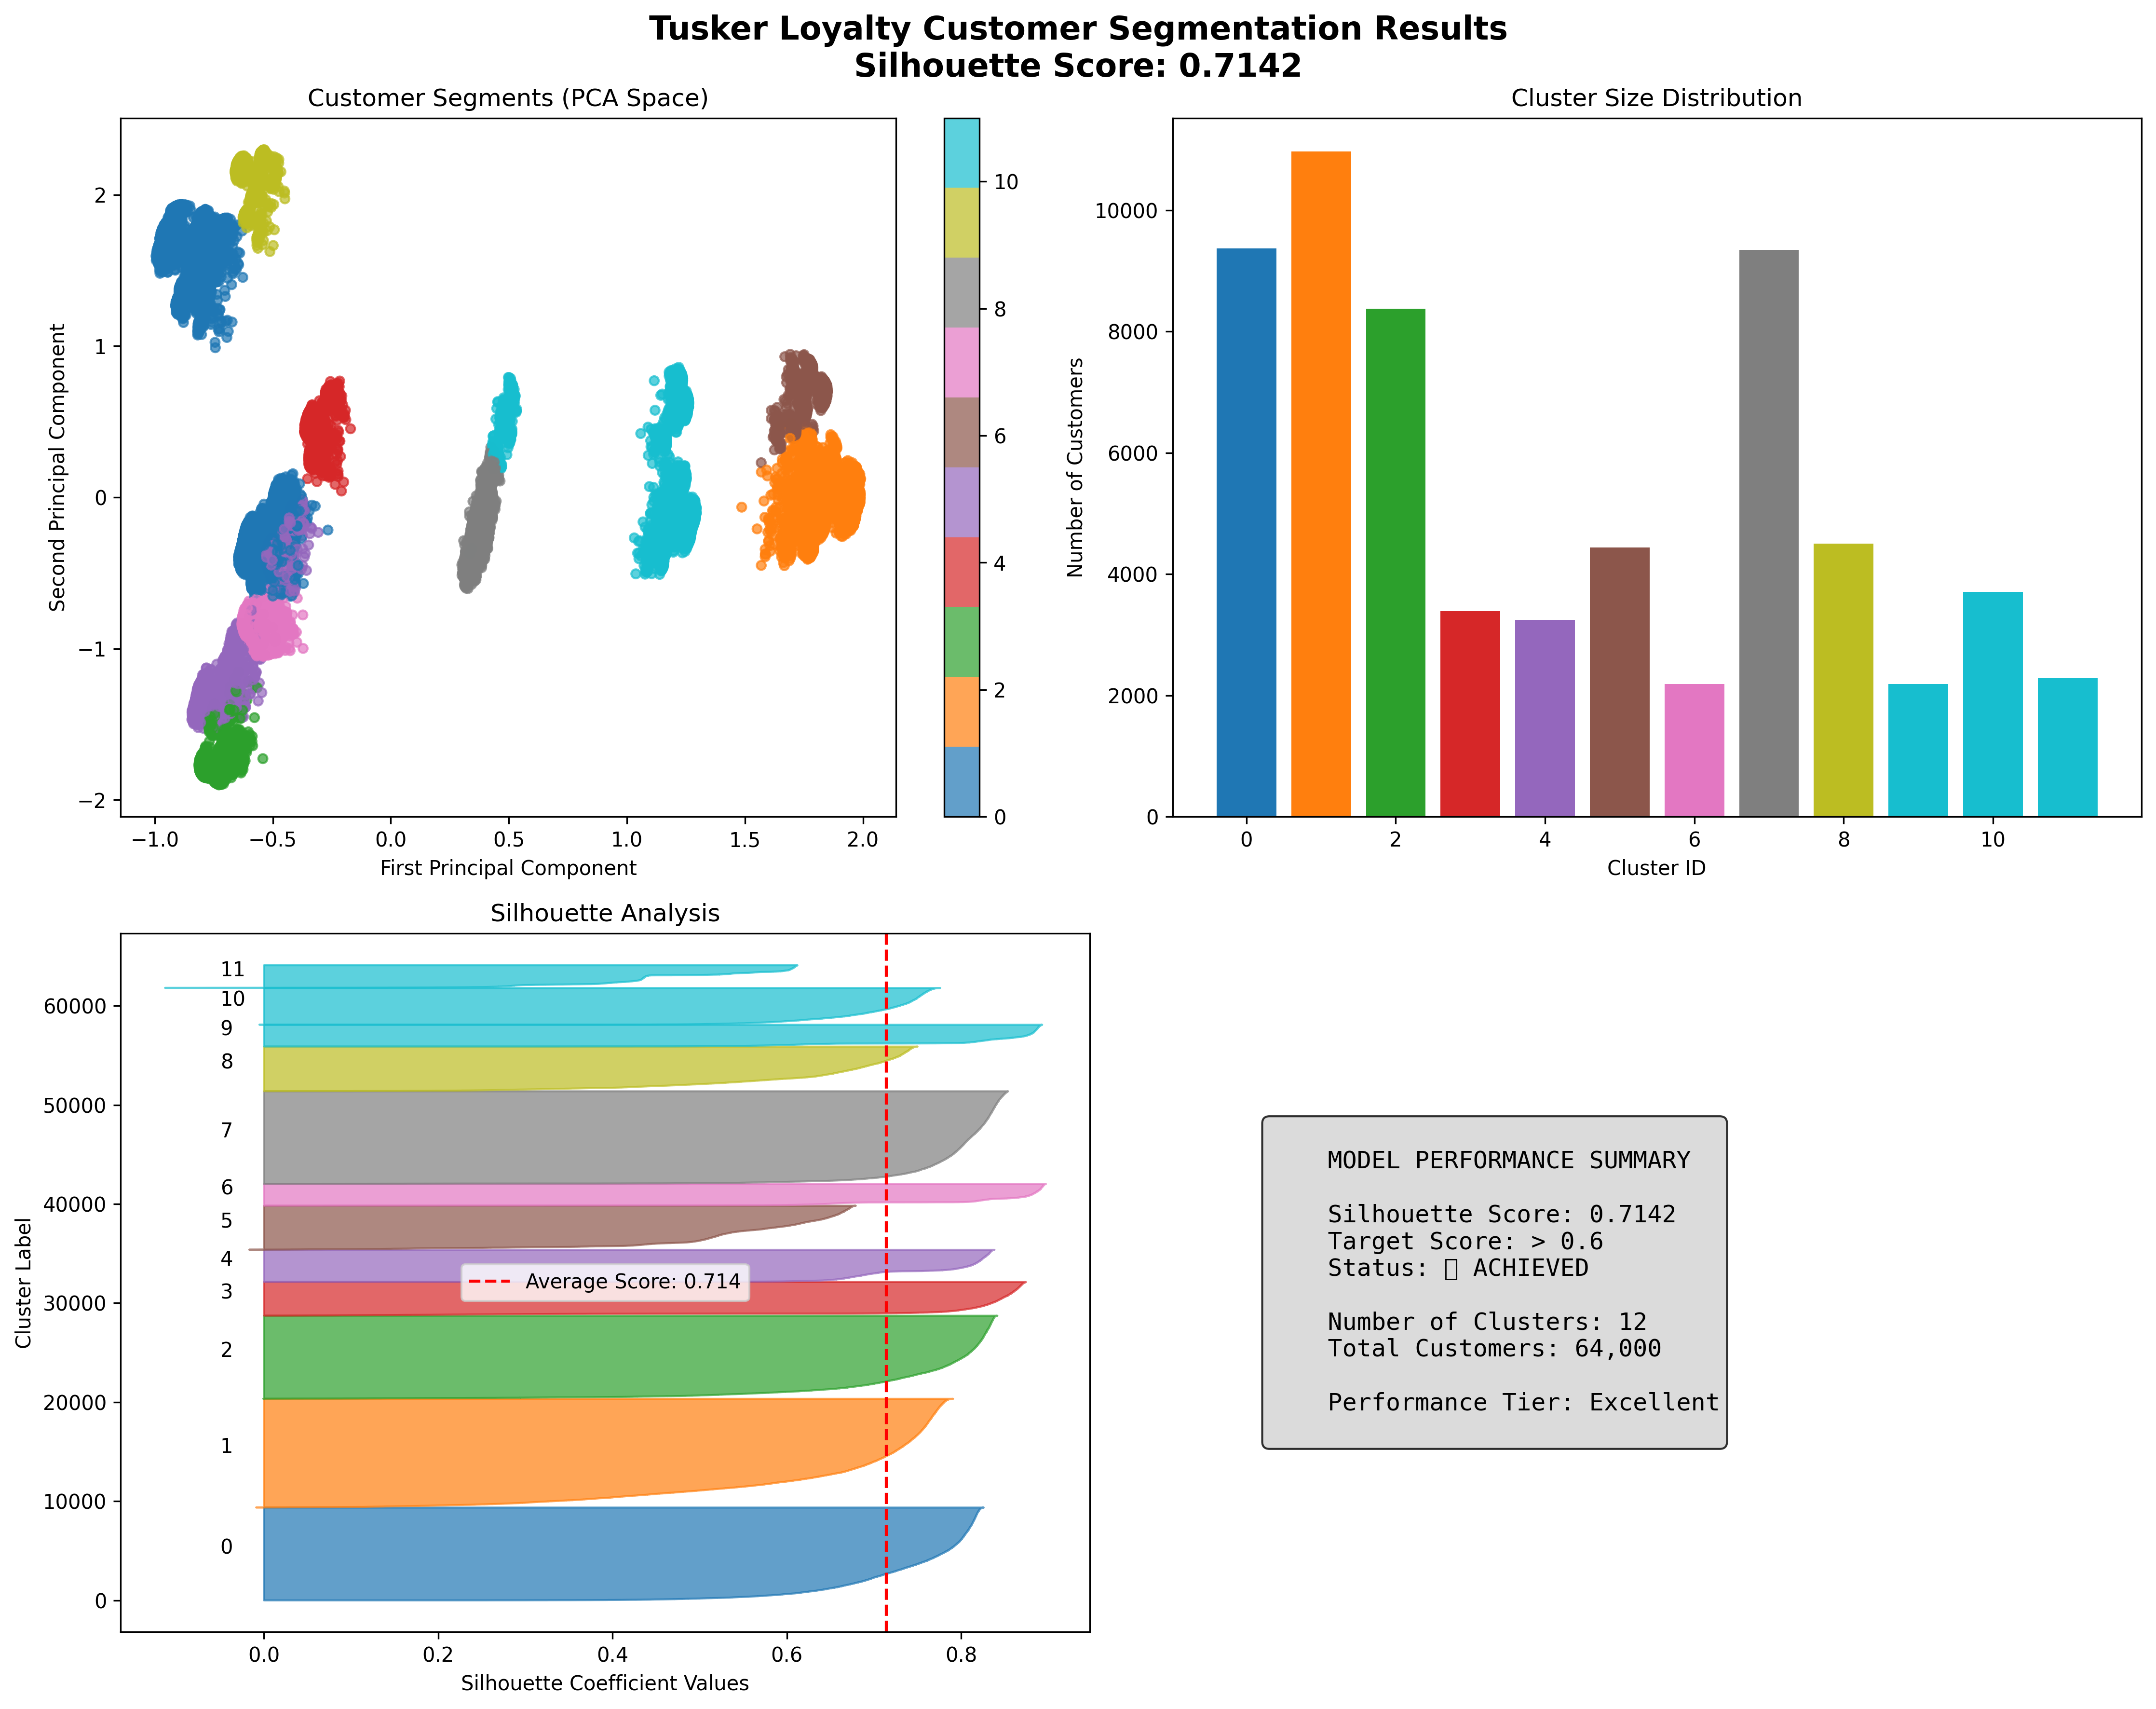 Tusker Loyalty Customer Segmentation Results
Silhouette Score: 0.7142
Customer Segments (PCA Space)
2
1
0
−1
−2
Second Principal Component
−1.0 −0.5 0.0 0.5 1.0 1.5 2.0
First Principal Component
10
8
6
4
2
0
Cluster Size Distribution
10000
8000
6000
4000
2000
0
Number of Customers
0 2 4 6 8 10
Cluster ID
Silhouette Analysis
60000
50000
40000
30000
20000
10000
0
Cluster Label
11
10
9
8
7
6
5
4
3
2
1
0
Average Score: 0.714
0.0 0.2 0.4 0.6 0.8
Silhouette Coefficient Values
MODEL PERFORMANCE SUMMARY
Silhouette Score: 0.7142
Target Score: > 0.6
Status: ACHIEVED
Number of Clusters: 12
Total Customers: 64,000
Performance Tier: Excellent